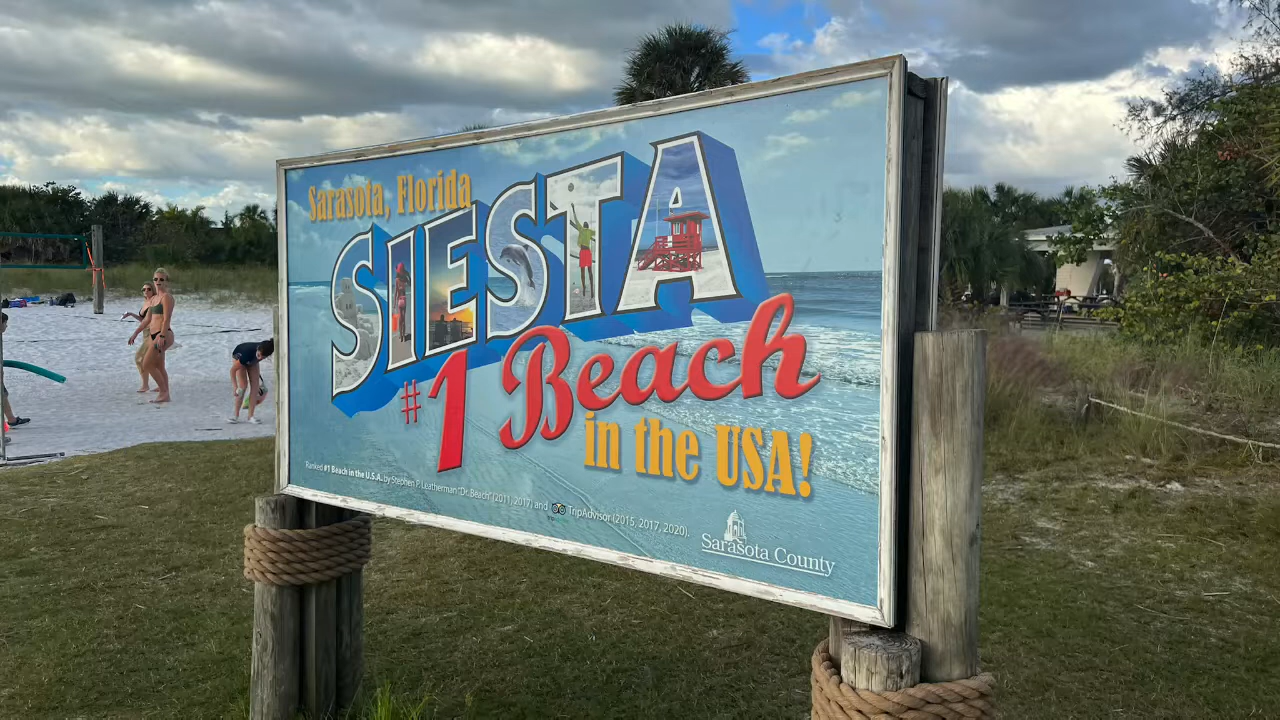 Sarasota, Florida
SIESTA
#1 Beach
in the USA!
Ranked #1 Beach in the U.S.A. by Stephen P. Leatherman "Dr. Beach" (2011, 2017) and TripAdvisor (2015, 2017, 2020).
Sarasota County